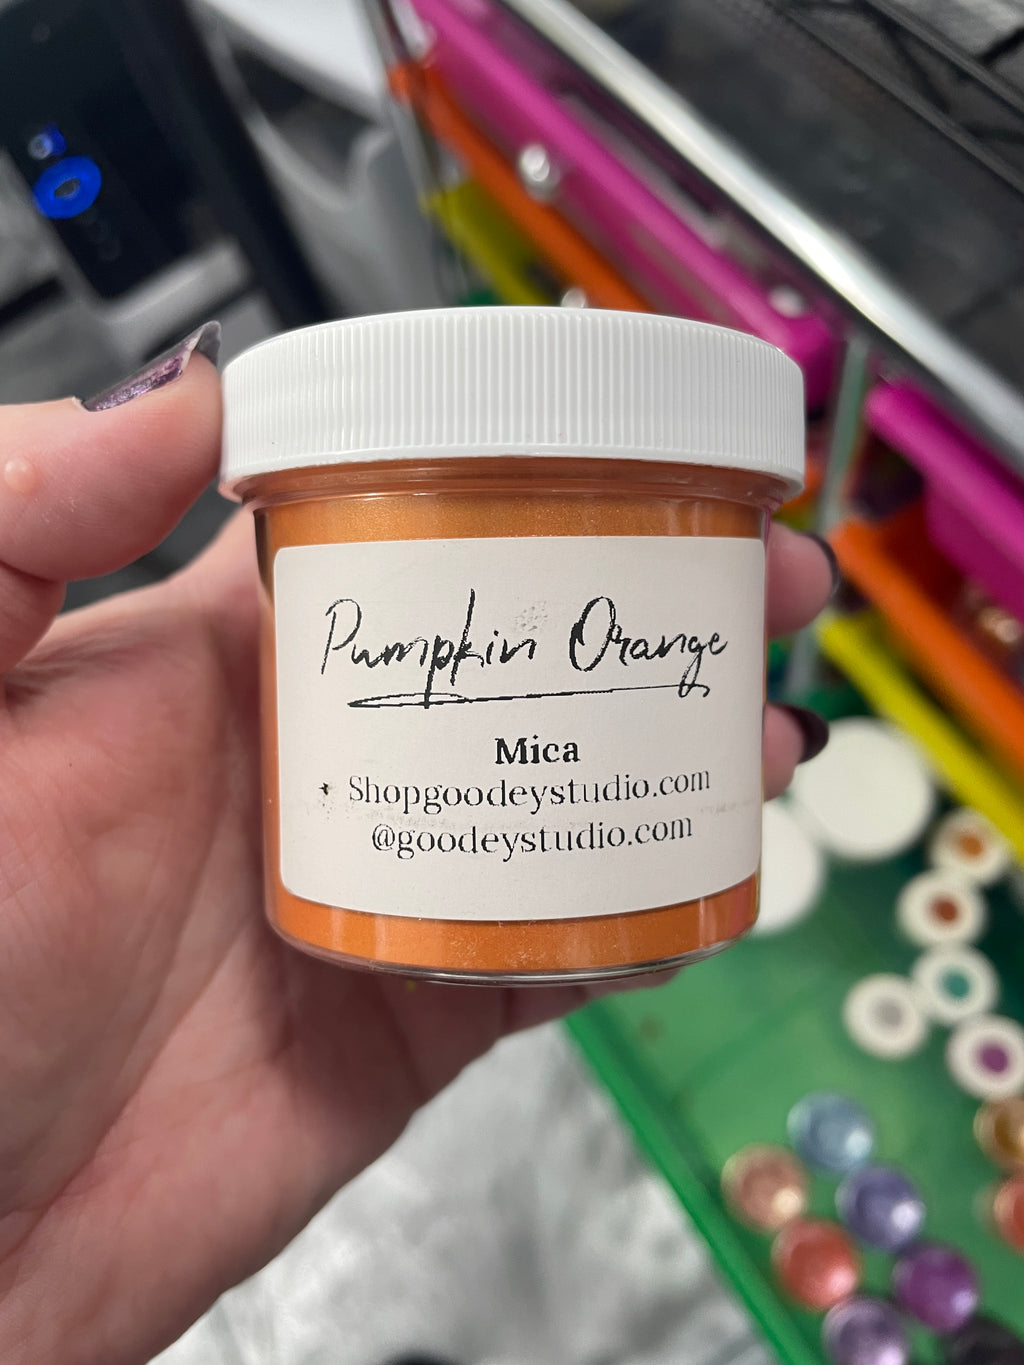 Pumpkin Orange
Mica
Shopgoodeystudio.com
@goodeystudio.com